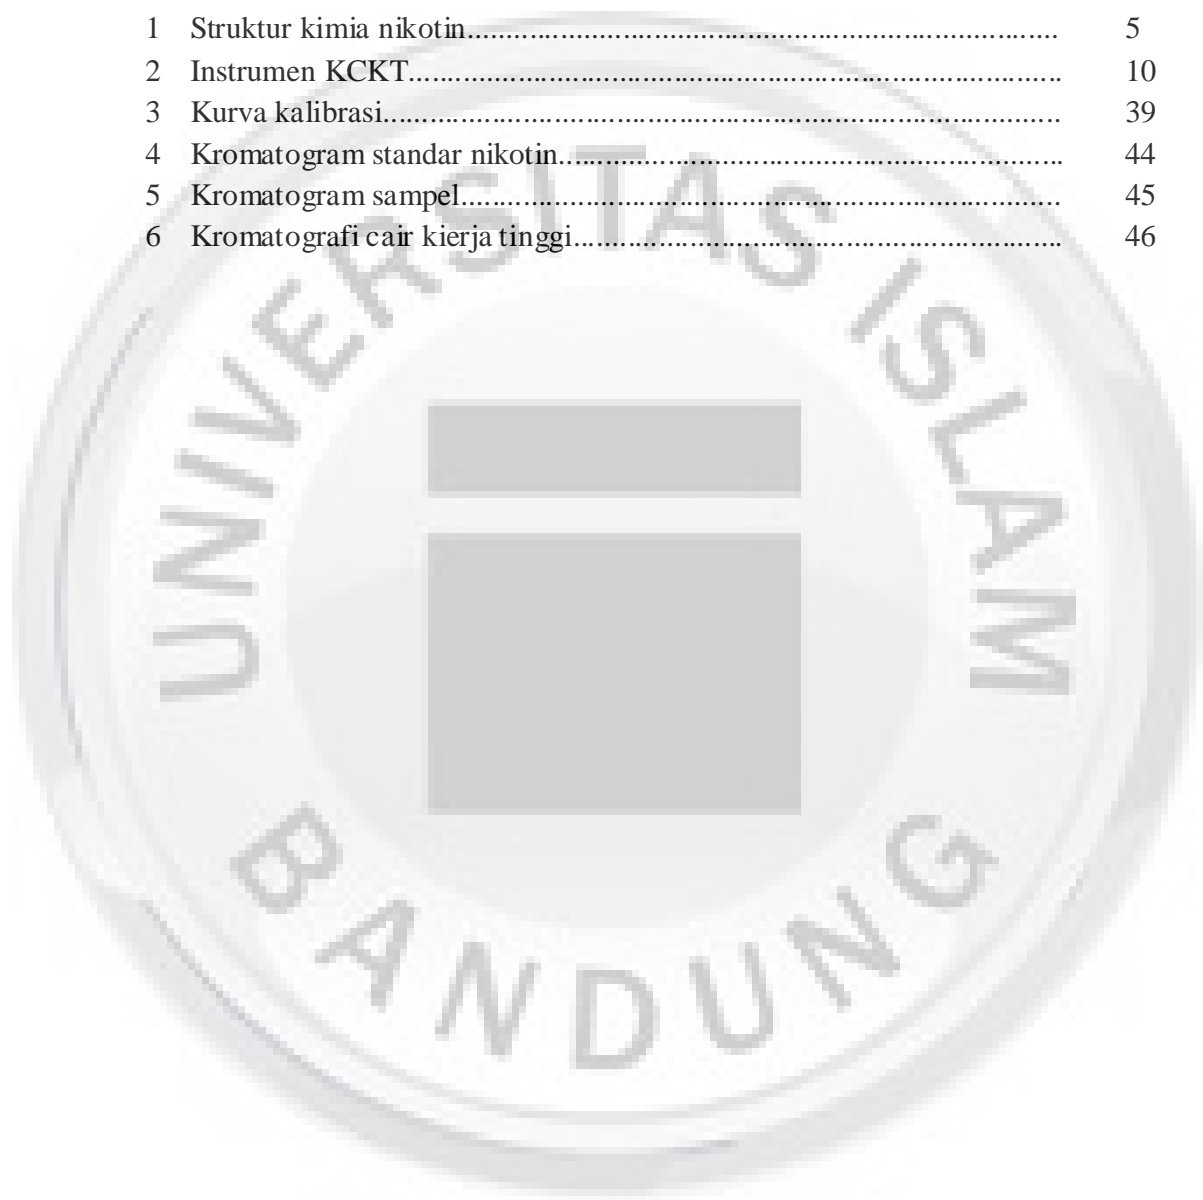 1 Struktur kimia nikotin........................................................................... 5
2 Instrumen KCKT................................................................................... 10
3 Kurva kalibrasi...................................................................................... 39
4 Kromatogram standar nikotin................................................................ 44
5 Kromatogram sampel............................................................................ 45
6 Kromatografi cair kierja tinggi.............................................................. 46
UNIVERSITAS ISLAM
BANDUNG